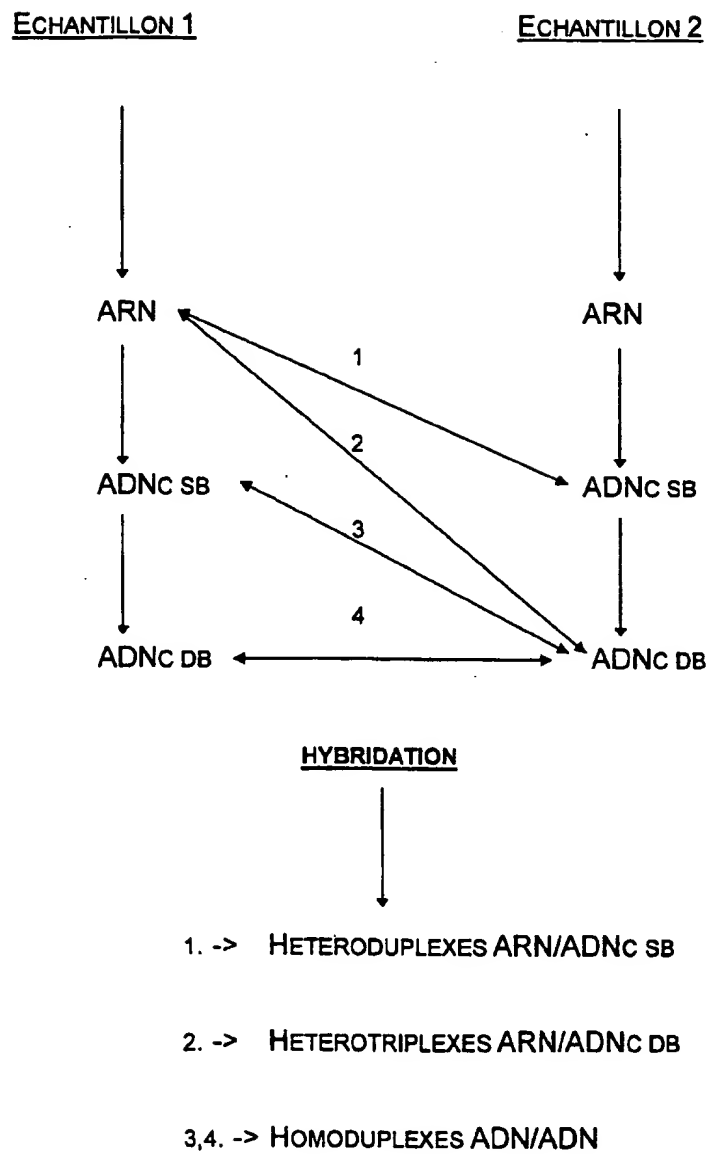 ECHANTILLON 1 ECHANTILLON 2
ARN ARN
1
2
ADNC SB ADNC SB
3
4
ADNC DB ADNC DB
HYBRIDATION
1. -> HETERODUPLEXES ARN/ADNC SB
2. -> HETEROTRIPLEXES ARN/ADNC DB
3,4. -> HOMODUPLEXES ADN/ADN